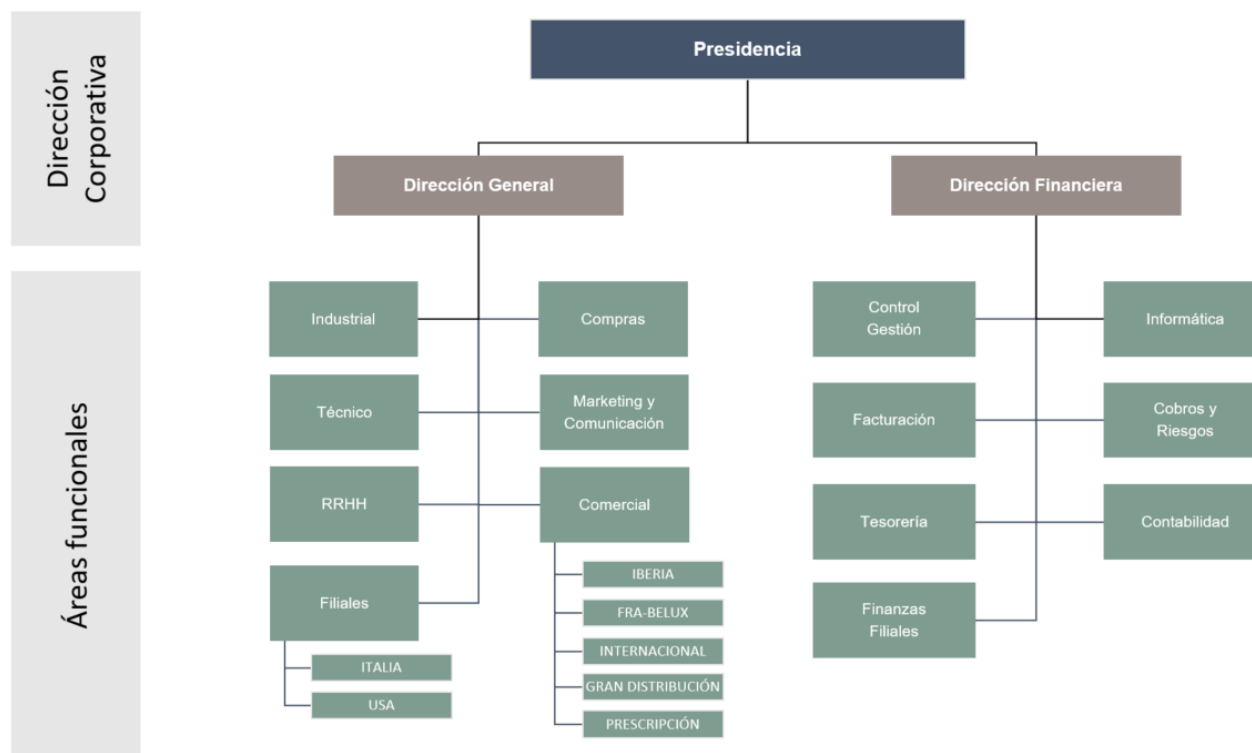 Dirección
Corporativa
Presidencia
Dirección General
Dirección Financiera
Áreas funcionales
Industrial
Compras
Técnico
Marketing y
Comunicación
RRHH
Comercial
IBERIA
FRA-BELUX
INTERNACIONAL
GRAN DISTRIBUCIÓN
PRESCRIPCIÓN
Filiales
ITALIA
USA
Control
Gestión
Informática
Facturación
Cobros y
Riesgos
Tesorería
Contabilidad
Finanzas
Filiales